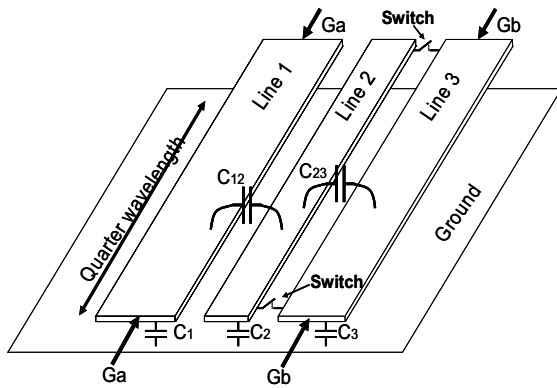 Switch
Ga
Gb
Line 1
Line 2
Line 3
Quarter wavelength
C12
C23
Ground
Switch
C1
C2
C3
Ga
Gb